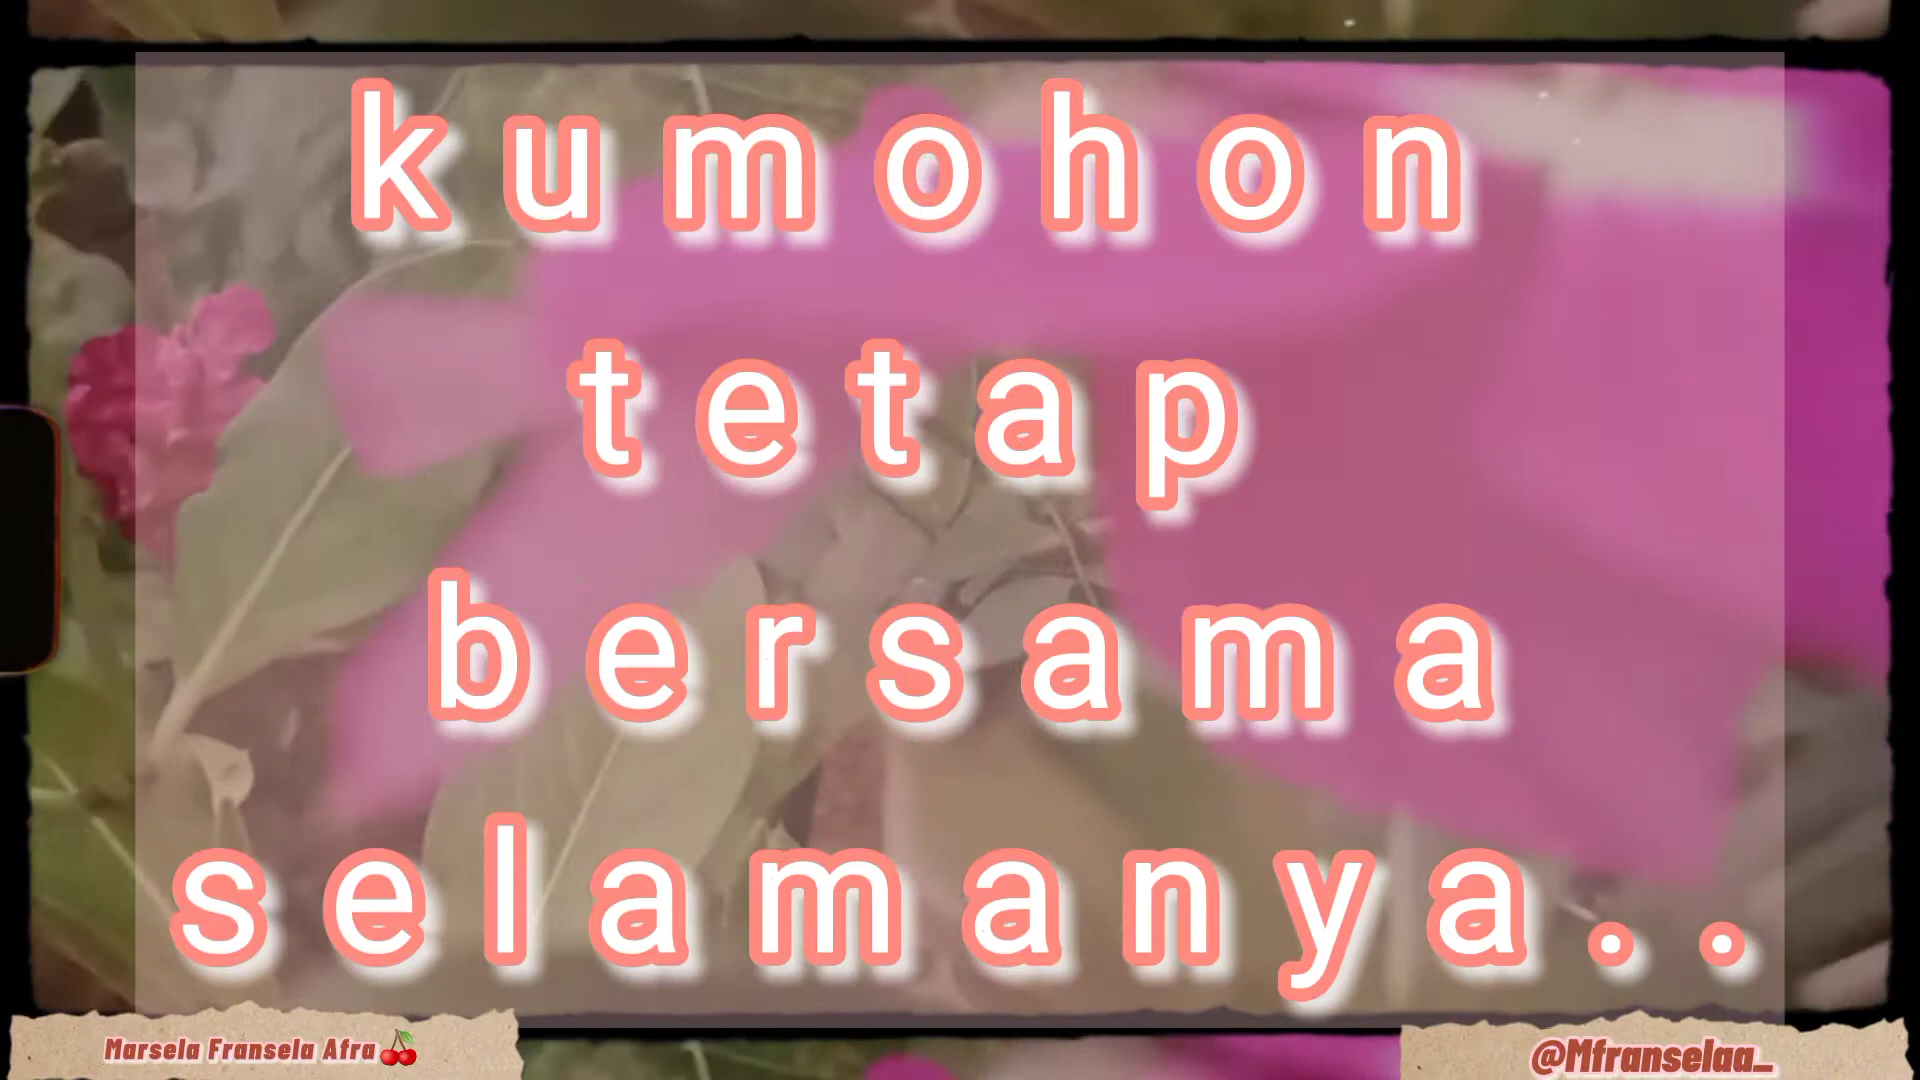 kumohon
tetap
bersama
selamanya..
Marsela Fransela Afra🍒
@Mfranselaa_